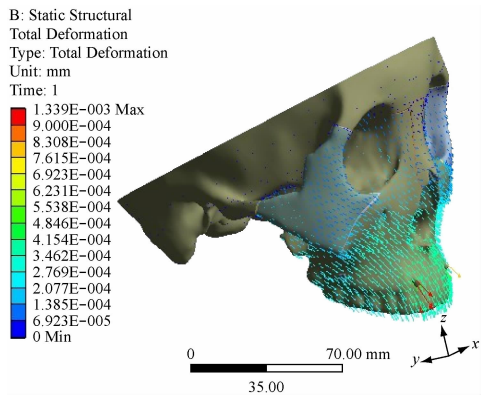 B: Static Structural
Total Deformation
Type: Total Deformation
Unit: mm
Time: 1
1.339E−003 Max
9.000E−004
8.308E−004
7.615E−004
6.923E−004
6.231E−004
5.538E−004
4.846E−004
4.154E−004
3.462E−004
2.769E−004
2.077E−004
1.385E−004
6.923E−005
0 Min
z
x
y
0 70.00 mm
35.00